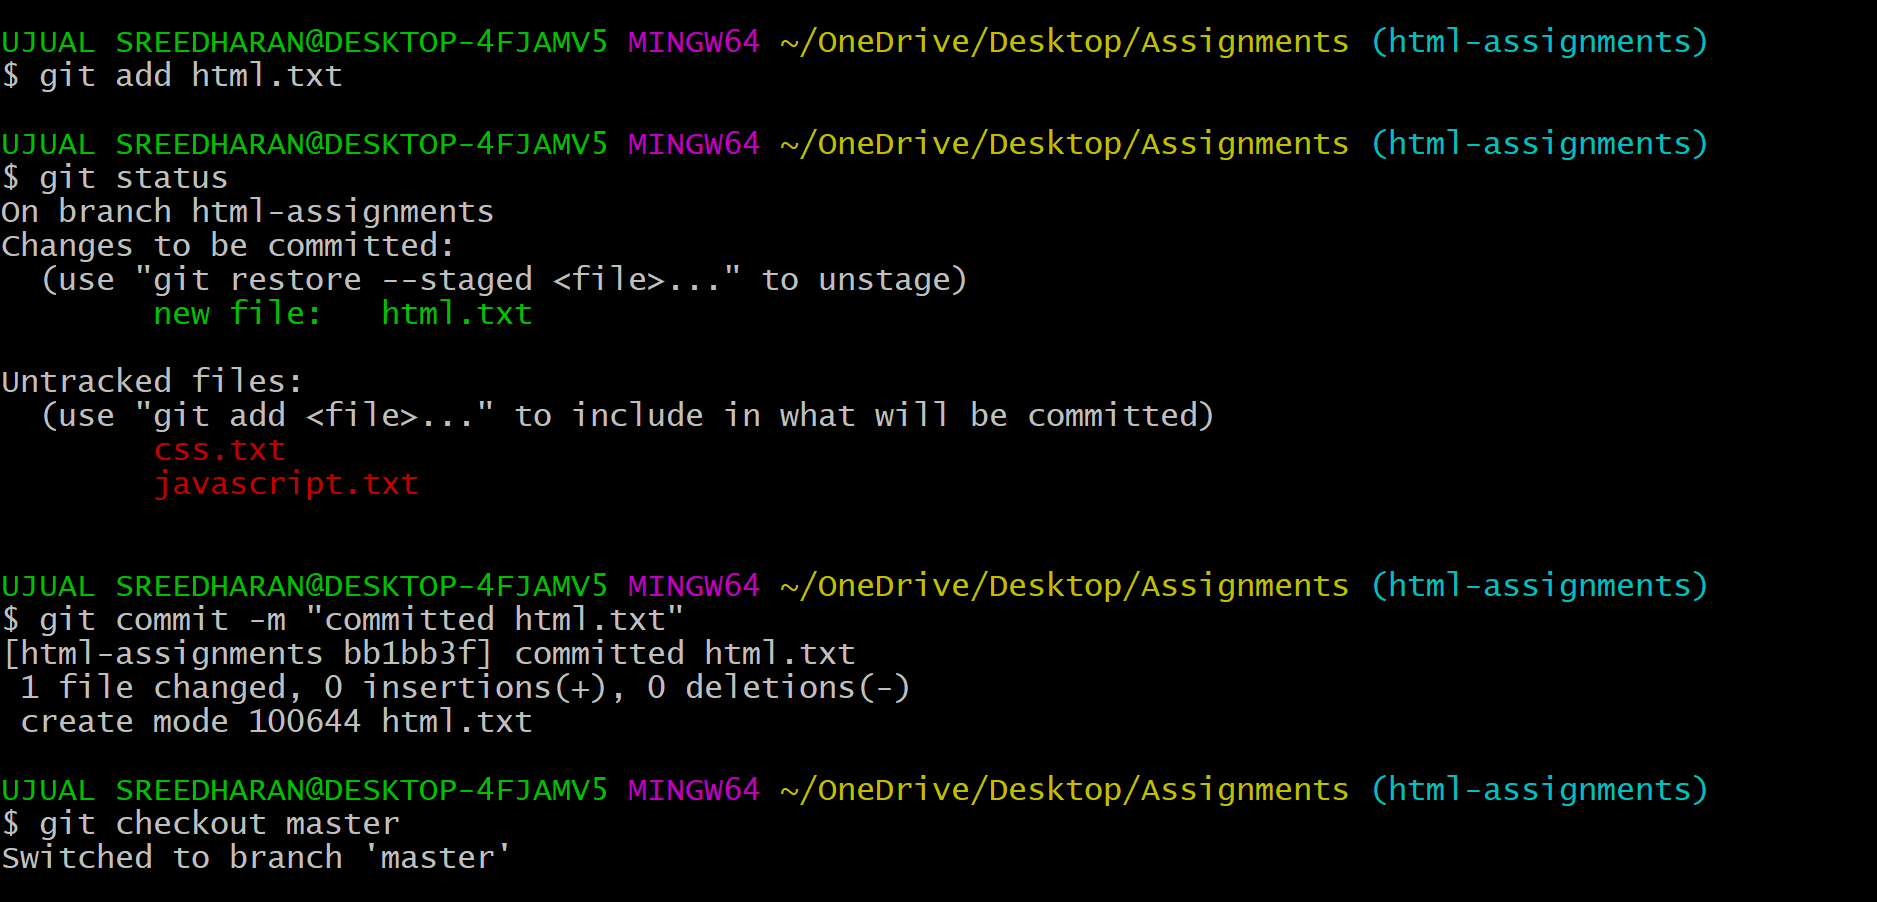 UJUAL SREEDHARAN@DESKTOP-4FJAMV5 MINGW64 ~/OneDrive/Desktop/Assignments (html-assignments)
$ git add html.txt
UJUAL SREEDHARAN@DESKTOP-4FJAMV5 MINGW64 ~/OneDrive/Desktop/Assignments (html-assignments)
$ git status
On branch html-assignments
Changes to be committed:
  (use "git restore --staged <file>..." to unstage)
        new file:   html.txt
Untracked files:
  (use "git add <file>..." to include in what will be committed)
        css.txt
        javascript.txt
UJUAL SREEDHARAN@DESKTOP-4FJAMV5 MINGW64 ~/OneDrive/Desktop/Assignments (html-assignments)
$ git commit -m "committed html.txt"
[html-assignments bb1bb3f] committed html.txt
 1 file changed, 0 insertions(+), 0 deletions(-)
 create mode 100644 html.txt
UJUAL SREEDHARAN@DESKTOP-4FJAMV5 MINGW64 ~/OneDrive/Desktop/Assignments (html-assignments)
$ git checkout master
Switched to branch 'master'